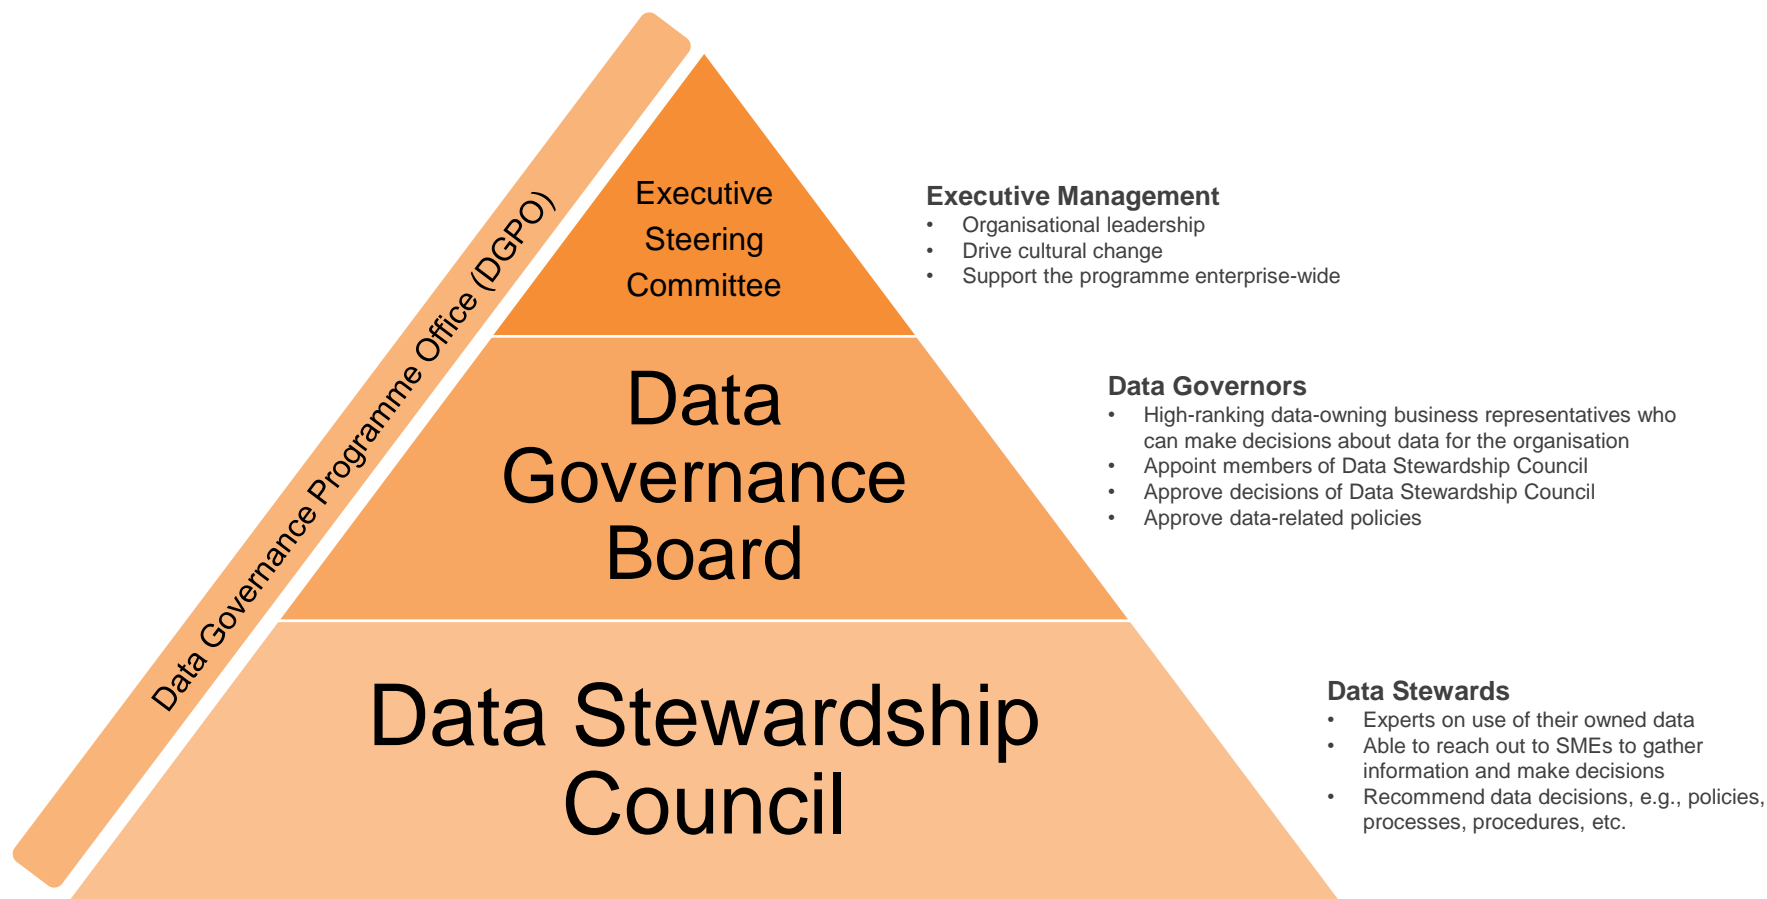 Data Governance Programme Office (DGPO)
Executive
Steering
Committee
Executive Management
• Organisational leadership
• Drive cultural change
• Support the programme enterprise-wide
Data
Governance
Board
Data Governors
• High-ranking data-owning business representatives who
can make decisions about data for the organisation
• Appoint members of Data Stewardship Council
• Approve decisions of Data Stewardship Council
• Approve data-related policies
Data Stewardship
Council
Data Stewards
• Experts on use of their owned data
• Able to reach out to SMEs to gather
information and make decisions
• Recommend data decisions, e.g., policies,
processes, procedures, etc.